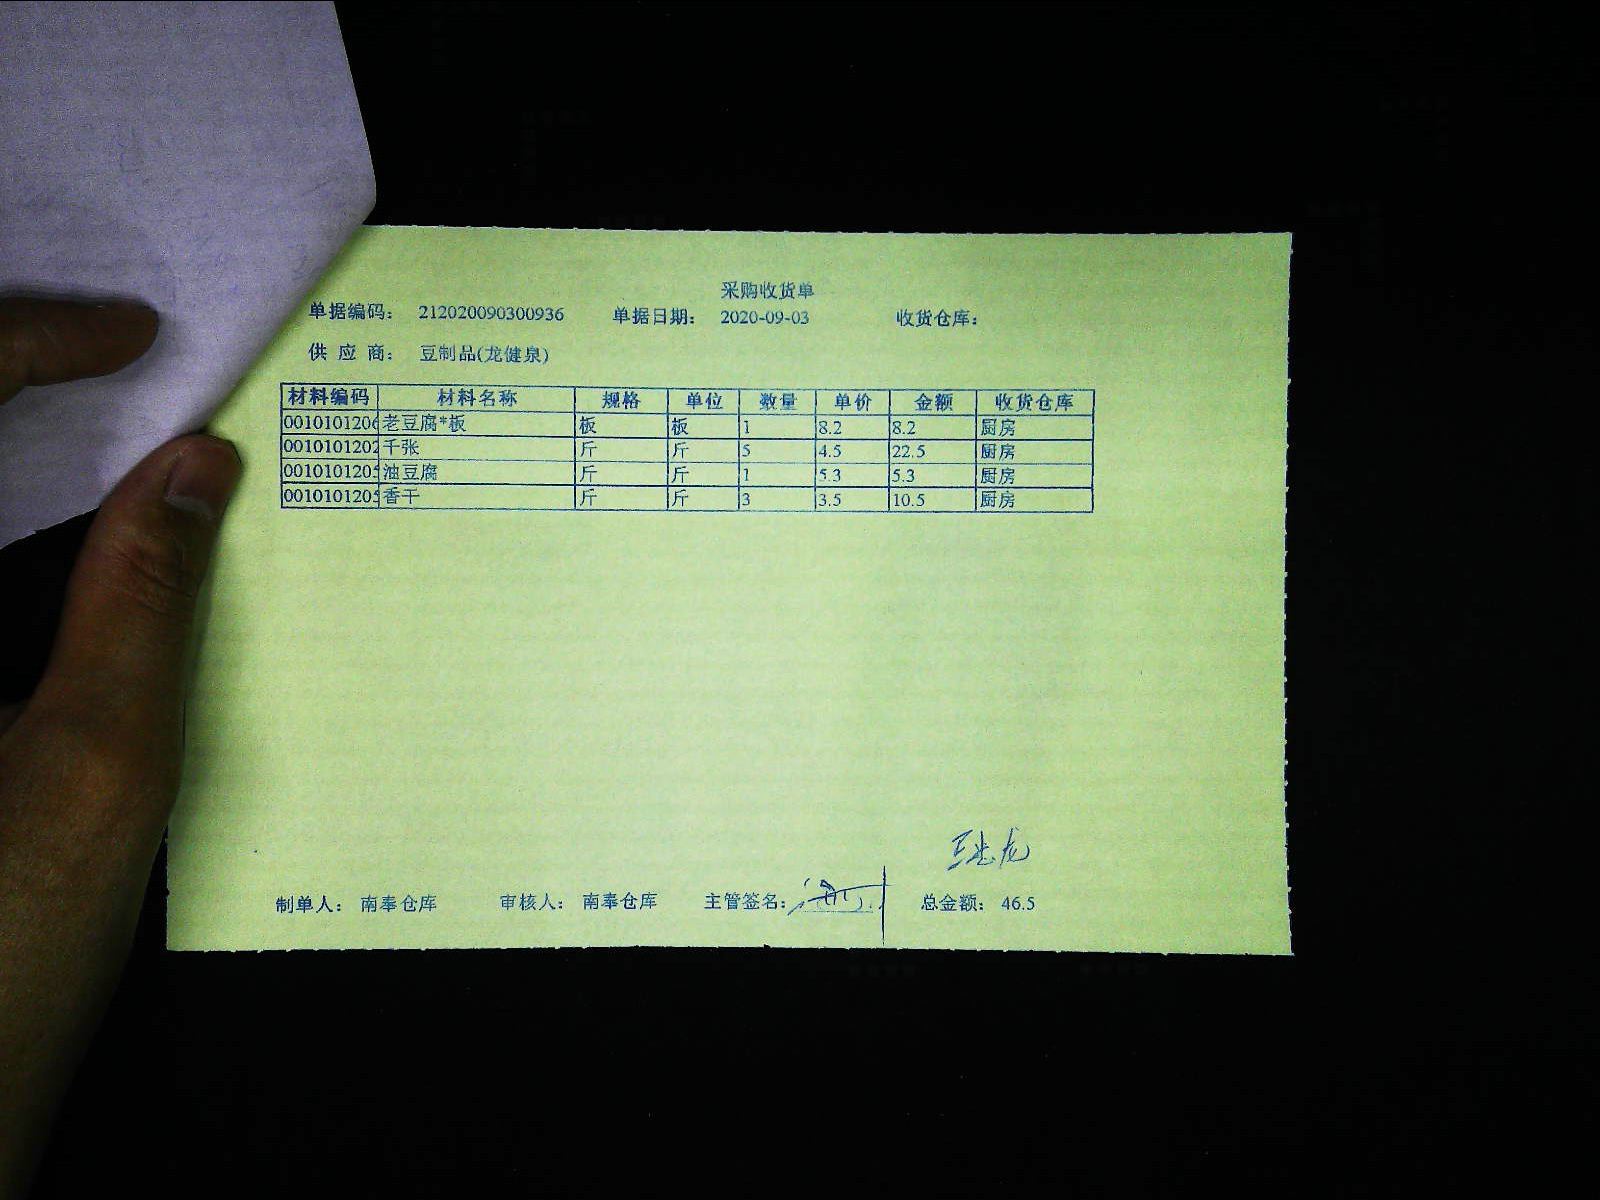 采购收货单
单据编码： 212020090300936 单据日期： 2020-09-03 收货仓库：
供 应 商： 豆制品(龙健泉)
材料编码 材料名称 规格 单位 数量 单价 金额 收货仓库
0010101206 老豆腐*板 板 板 1 8.2 8.2 厨房
0010101202 千张 斤 斤 5 4.5 22.5 厨房
0010101205 油豆腐 斤 斤 1 5.3 5.3 厨房
0010101205 香干 斤 斤 3 3.5 10.5 厨房
制单人： 南奉仓库 审核人： 南奉仓库 主管签名： 总金额： 46.5